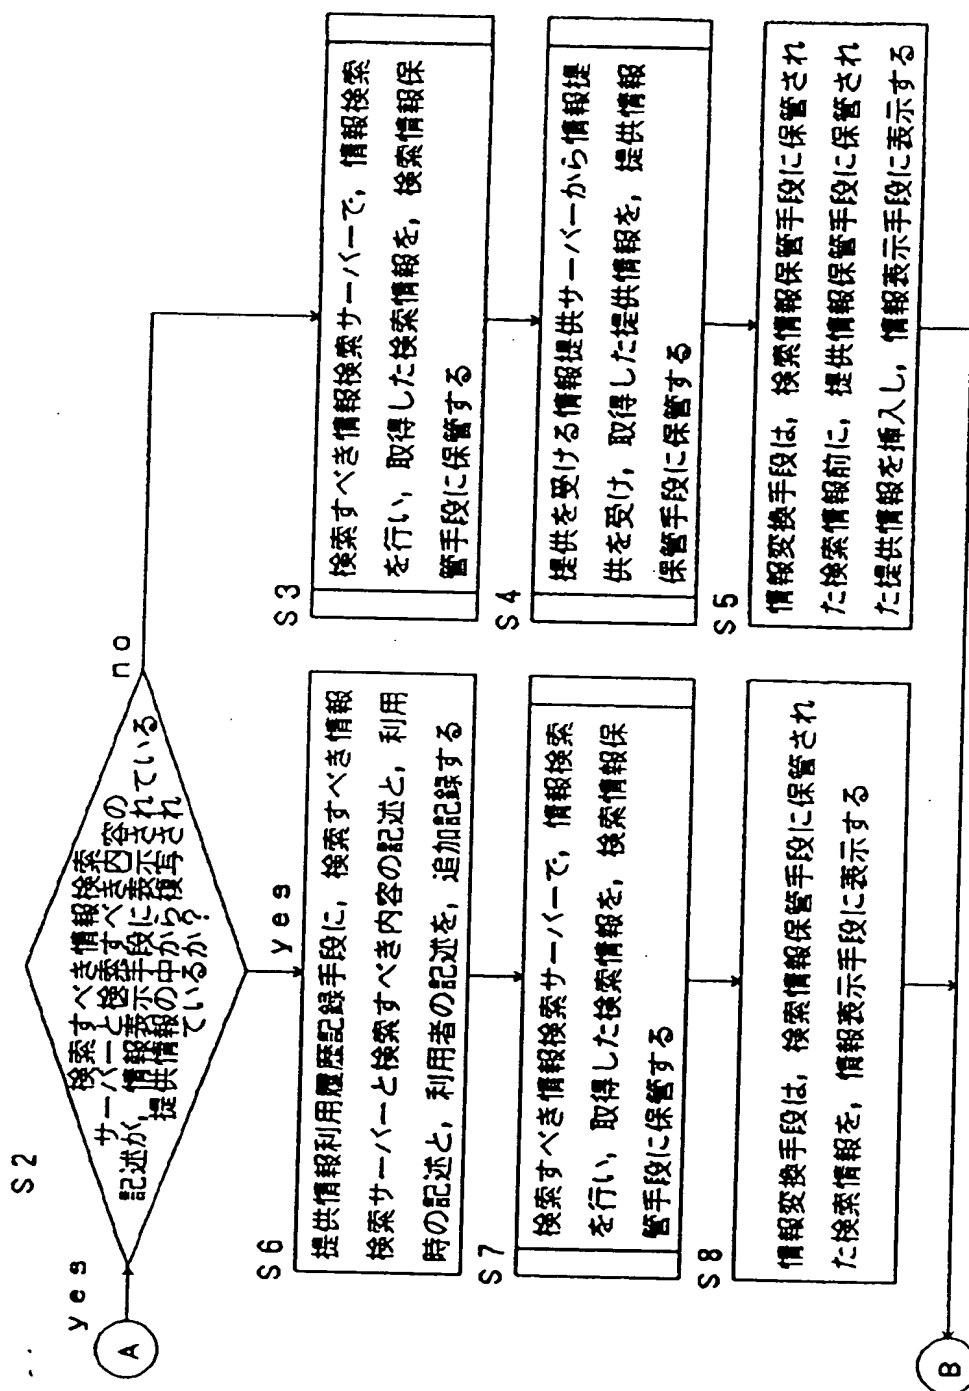 S2
yes
A
検索すべき情報検索
サーバーと検索すべき内容の
記述が，情報表示手段に表示されている
提供情報の中から複写され
ているか？
no
yes
S3
検索すべき情報検索サーバーで，情報検索
を行い，取得した検索情報を，検索情報保
管手段に保管する
S4
提供を受ける情報提供サーバーから情報提
供を受け，取得した提供情報を，提供情報
保管手段に保管する
S5
情報変換手段は，検索情報保管手段に保管され
た検索情報前に，提供情報保管手段に保管され
た提供情報を挿入し，情報表示手段に表示する
S6
提供情報利用履歴記録手段に，検索すべき情報
検索サーバーと検索すべき内容の記述と，利用
時の記述と，利用者の記述を，追加記録する
S7
検索すべき情報検索サーバーで，情報検索
を行い，取得した検索情報を，検索情報保
管手段に保管する
S8
情報変換手段は，検索情報保管手段に保管され
た検索情報を，情報表示手段に表示する
B